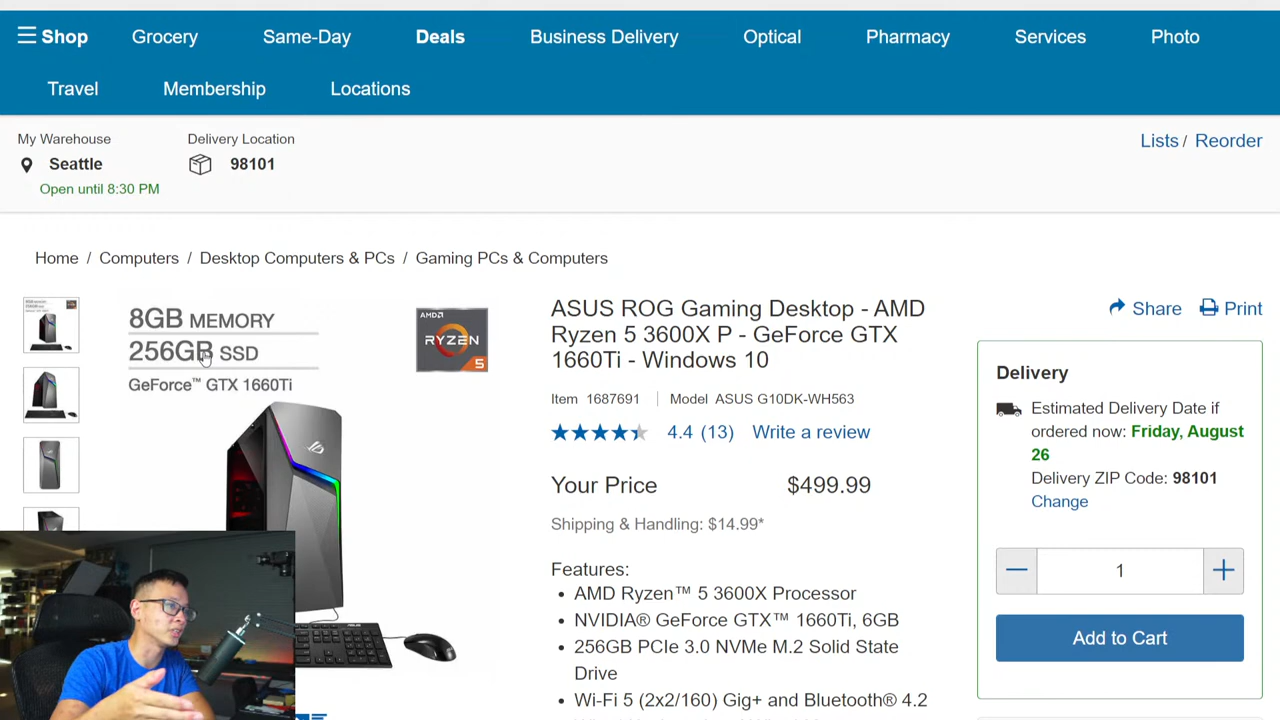 Shop Grocery Same-Day Deals Business Delivery Optical Pharmacy Services Photo
Travel Membership Locations
My Warehouse
Seattle
Open until 8:30 PM
Delivery Location
98101
Lists / Reorder
Home / Computers / Desktop Computers & PCs / Gaming PCs & Computers
8GB MEMORY
256GB SSD
GeForce™ GTX 1660Ti
AMD
RYZEN
5
ASUS ROG Gaming Desktop - AMD
Ryzen 5 3600X P - GeForce GTX
1660Ti - Windows 10
Item 1687691 | Model ASUS G10DK-WH563
4.4 (13) Write a review
Your Price $499.99
Shipping & Handling: $14.99*
Features:
• AMD Ryzen™ 5 3600X Processor
• NVIDIA® GeForce GTX™ 1660Ti, 6GB
• 256GB PCIe 3.0 NVMe M.2 Solid State
Drive
• Wi-Fi 5 (2x2/160) Gig+ and Bluetooth® 4.2
Share Print
Delivery
Estimated Delivery Date if
ordered now: Friday, August
26
Delivery ZIP Code: 98101
Change
1
Add to Cart